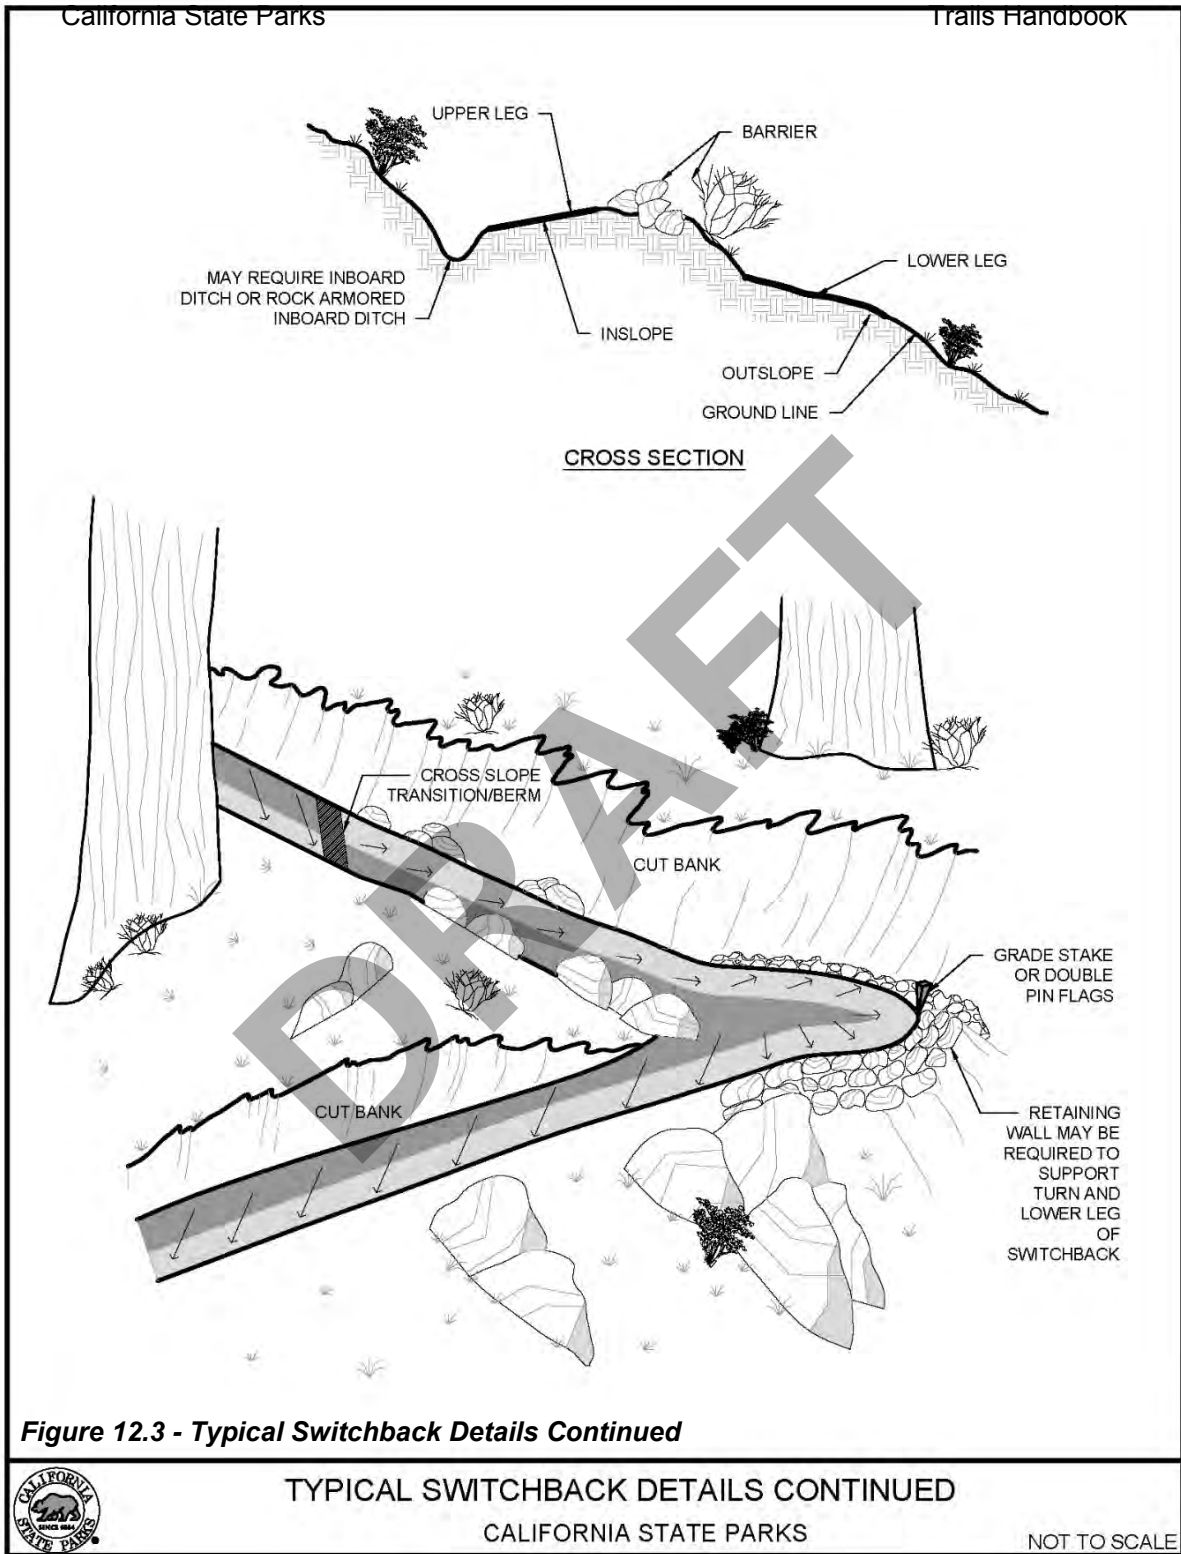 California State Parks
Trails Handbook
UPPER LEG
BARRIER
LOWER LEG
MAY REQUIRE INBOARD
DITCH OR ROCK ARMORED
INBOARD DITCH
INSLOPE
OUTSLOPE
GROUND LINE
CROSS SECTION
CROSS SLOPE
TRANSITION/BERM
CUT BANK
GRADE STAKE
OR DOUBLE
PIN FLAGS
CUT BANK
RETAINING
WALL MAY BE
REQUIRED TO
SUPPORT
TURN AND
LOWER LEG
OF
SWITCHBACK
DRAFT
Figure 12.3 - Typical Switchback Details Continued
CALIFORNIA
SINCE 1864
STATE PARKS
TYPICAL SWITCHBACK DETAILS CONTINUED
CALIFORNIA STATE PARKS
NOT TO SCALE